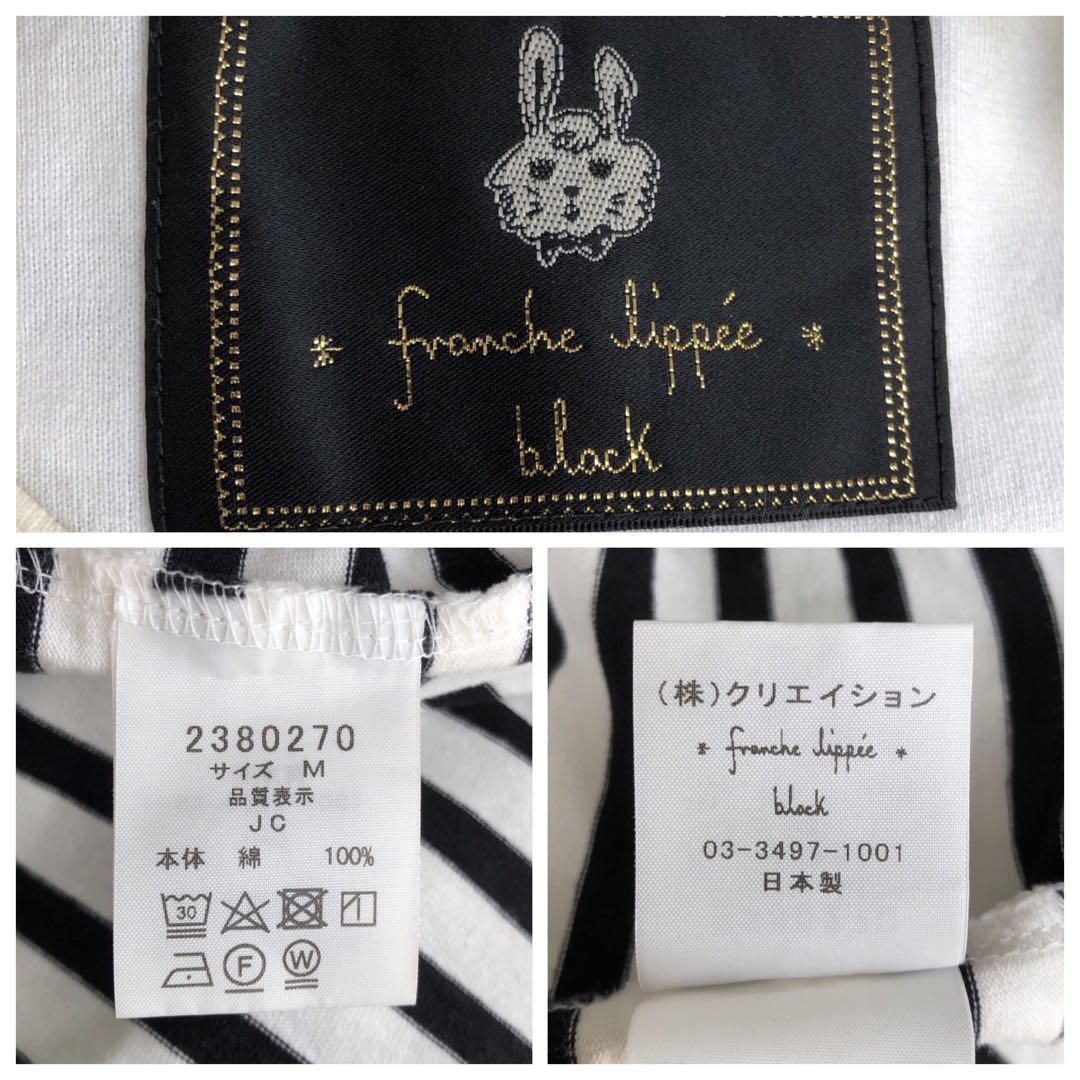 * franche lippée *
black
2380270
サイズ M
品質表示
JC
本体 綿 100%
30
F W
(株)クリエイション
* franche lippée *
black
03-3497-1001
日本製